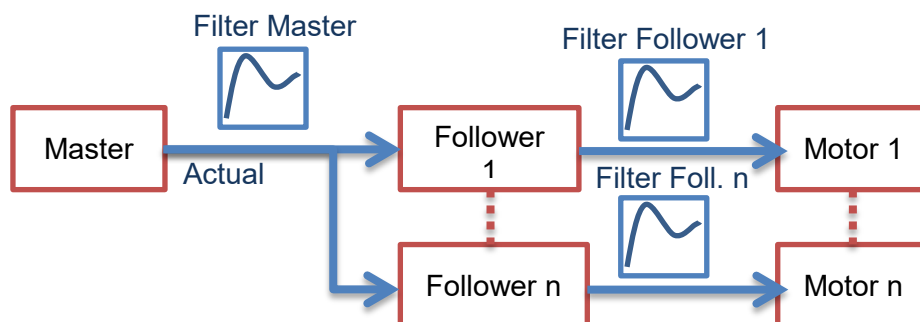 Filter Master
Filter Follower 1
Master
Actual
Follower
1
Motor 1
Filter Foll. n
Follower n
Motor n